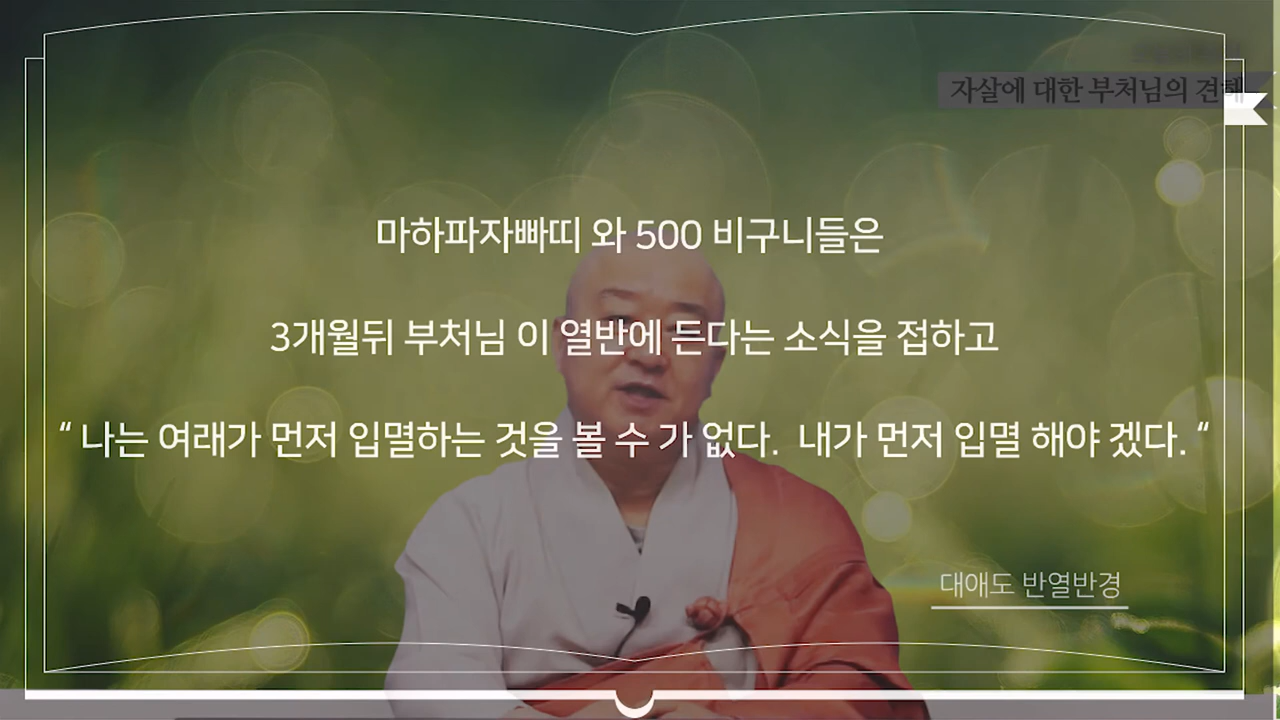 자살에 대한 부처님의 견해
마하파자빠띠 와 500 비구니들은
3개월뒤 부처님 이 열반에 든다는 소식을 접하고
“ 나는 여래가 먼저 입멸하는 것을 볼 수 가 없다. 내가 먼저 입멸 해야 겠다. “
대애도 반열반경